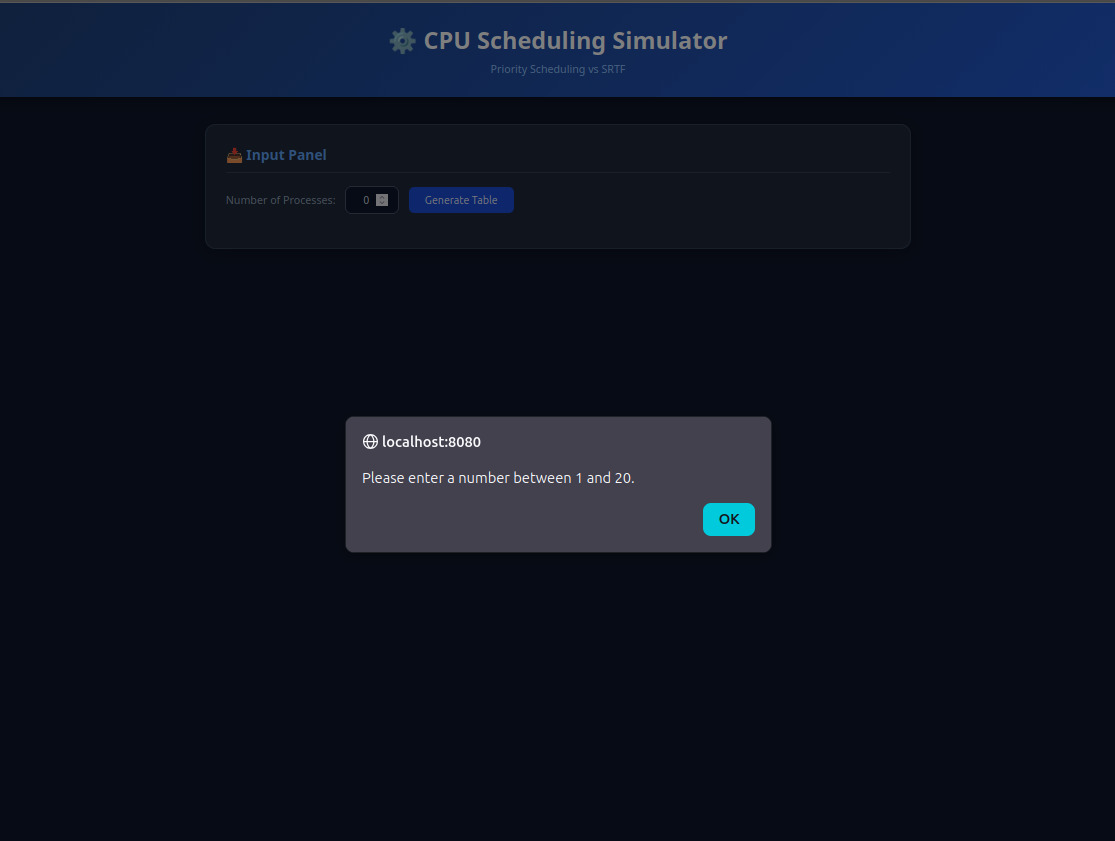 ⚙️ CPU Scheduling Simulator
Priority Scheduling vs SRTF
📥 Input Panel
Number of Processes: 0 Generate Table
localhost:8080
Please enter a number between 1 and 20.
OK